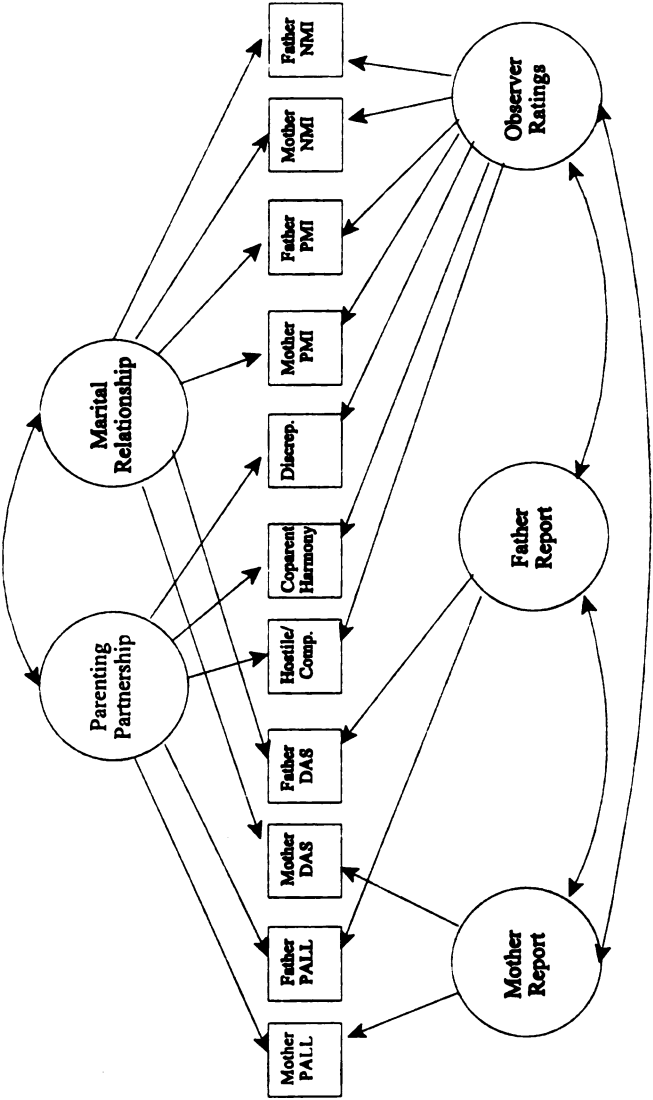 Parenting
Partnership
Marital
Relationship
Mother
PALL
Father
PALL
Mother
DAS
Father
DAS
Hostile/
Comp.
Coparent
Harmony
Discrep.
Mother
PMI
Father
PMI
Mother
NMI
Father
NMI
Mother
Report
Father
Report
Observer
Ratings